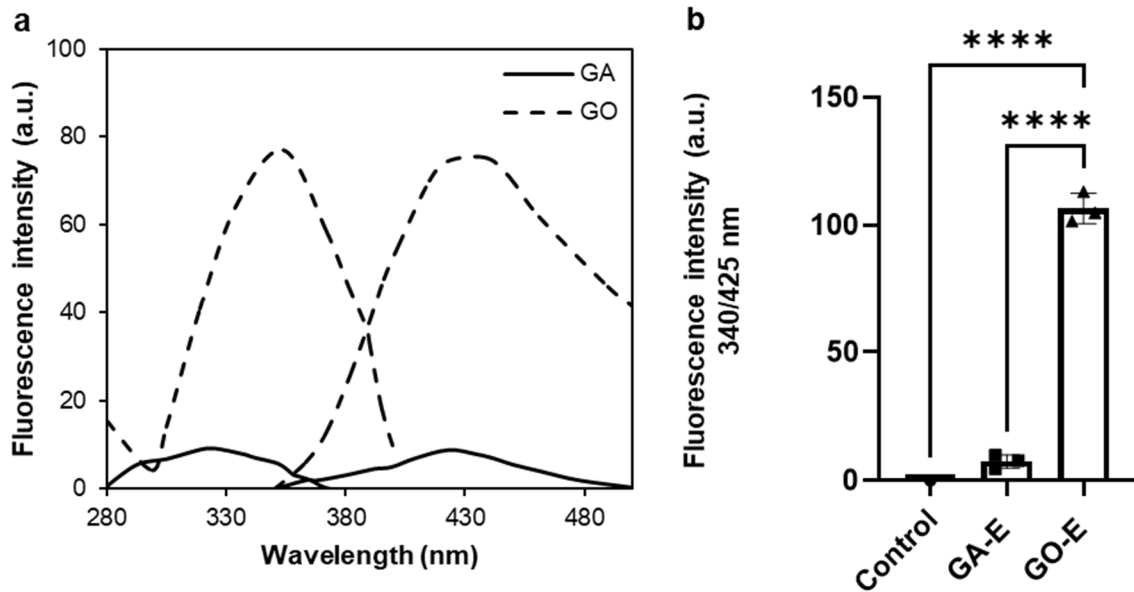 a
Fluorescence intensity (a.u.)
100
80
60
40
20
0
GA
GO
280
330
380
430
480
Wavelength (nm)
b
Fluorescence intensity (a.u.)
340/425 nm
****
****
150
100
50
0
Control
GA-E
GO-E